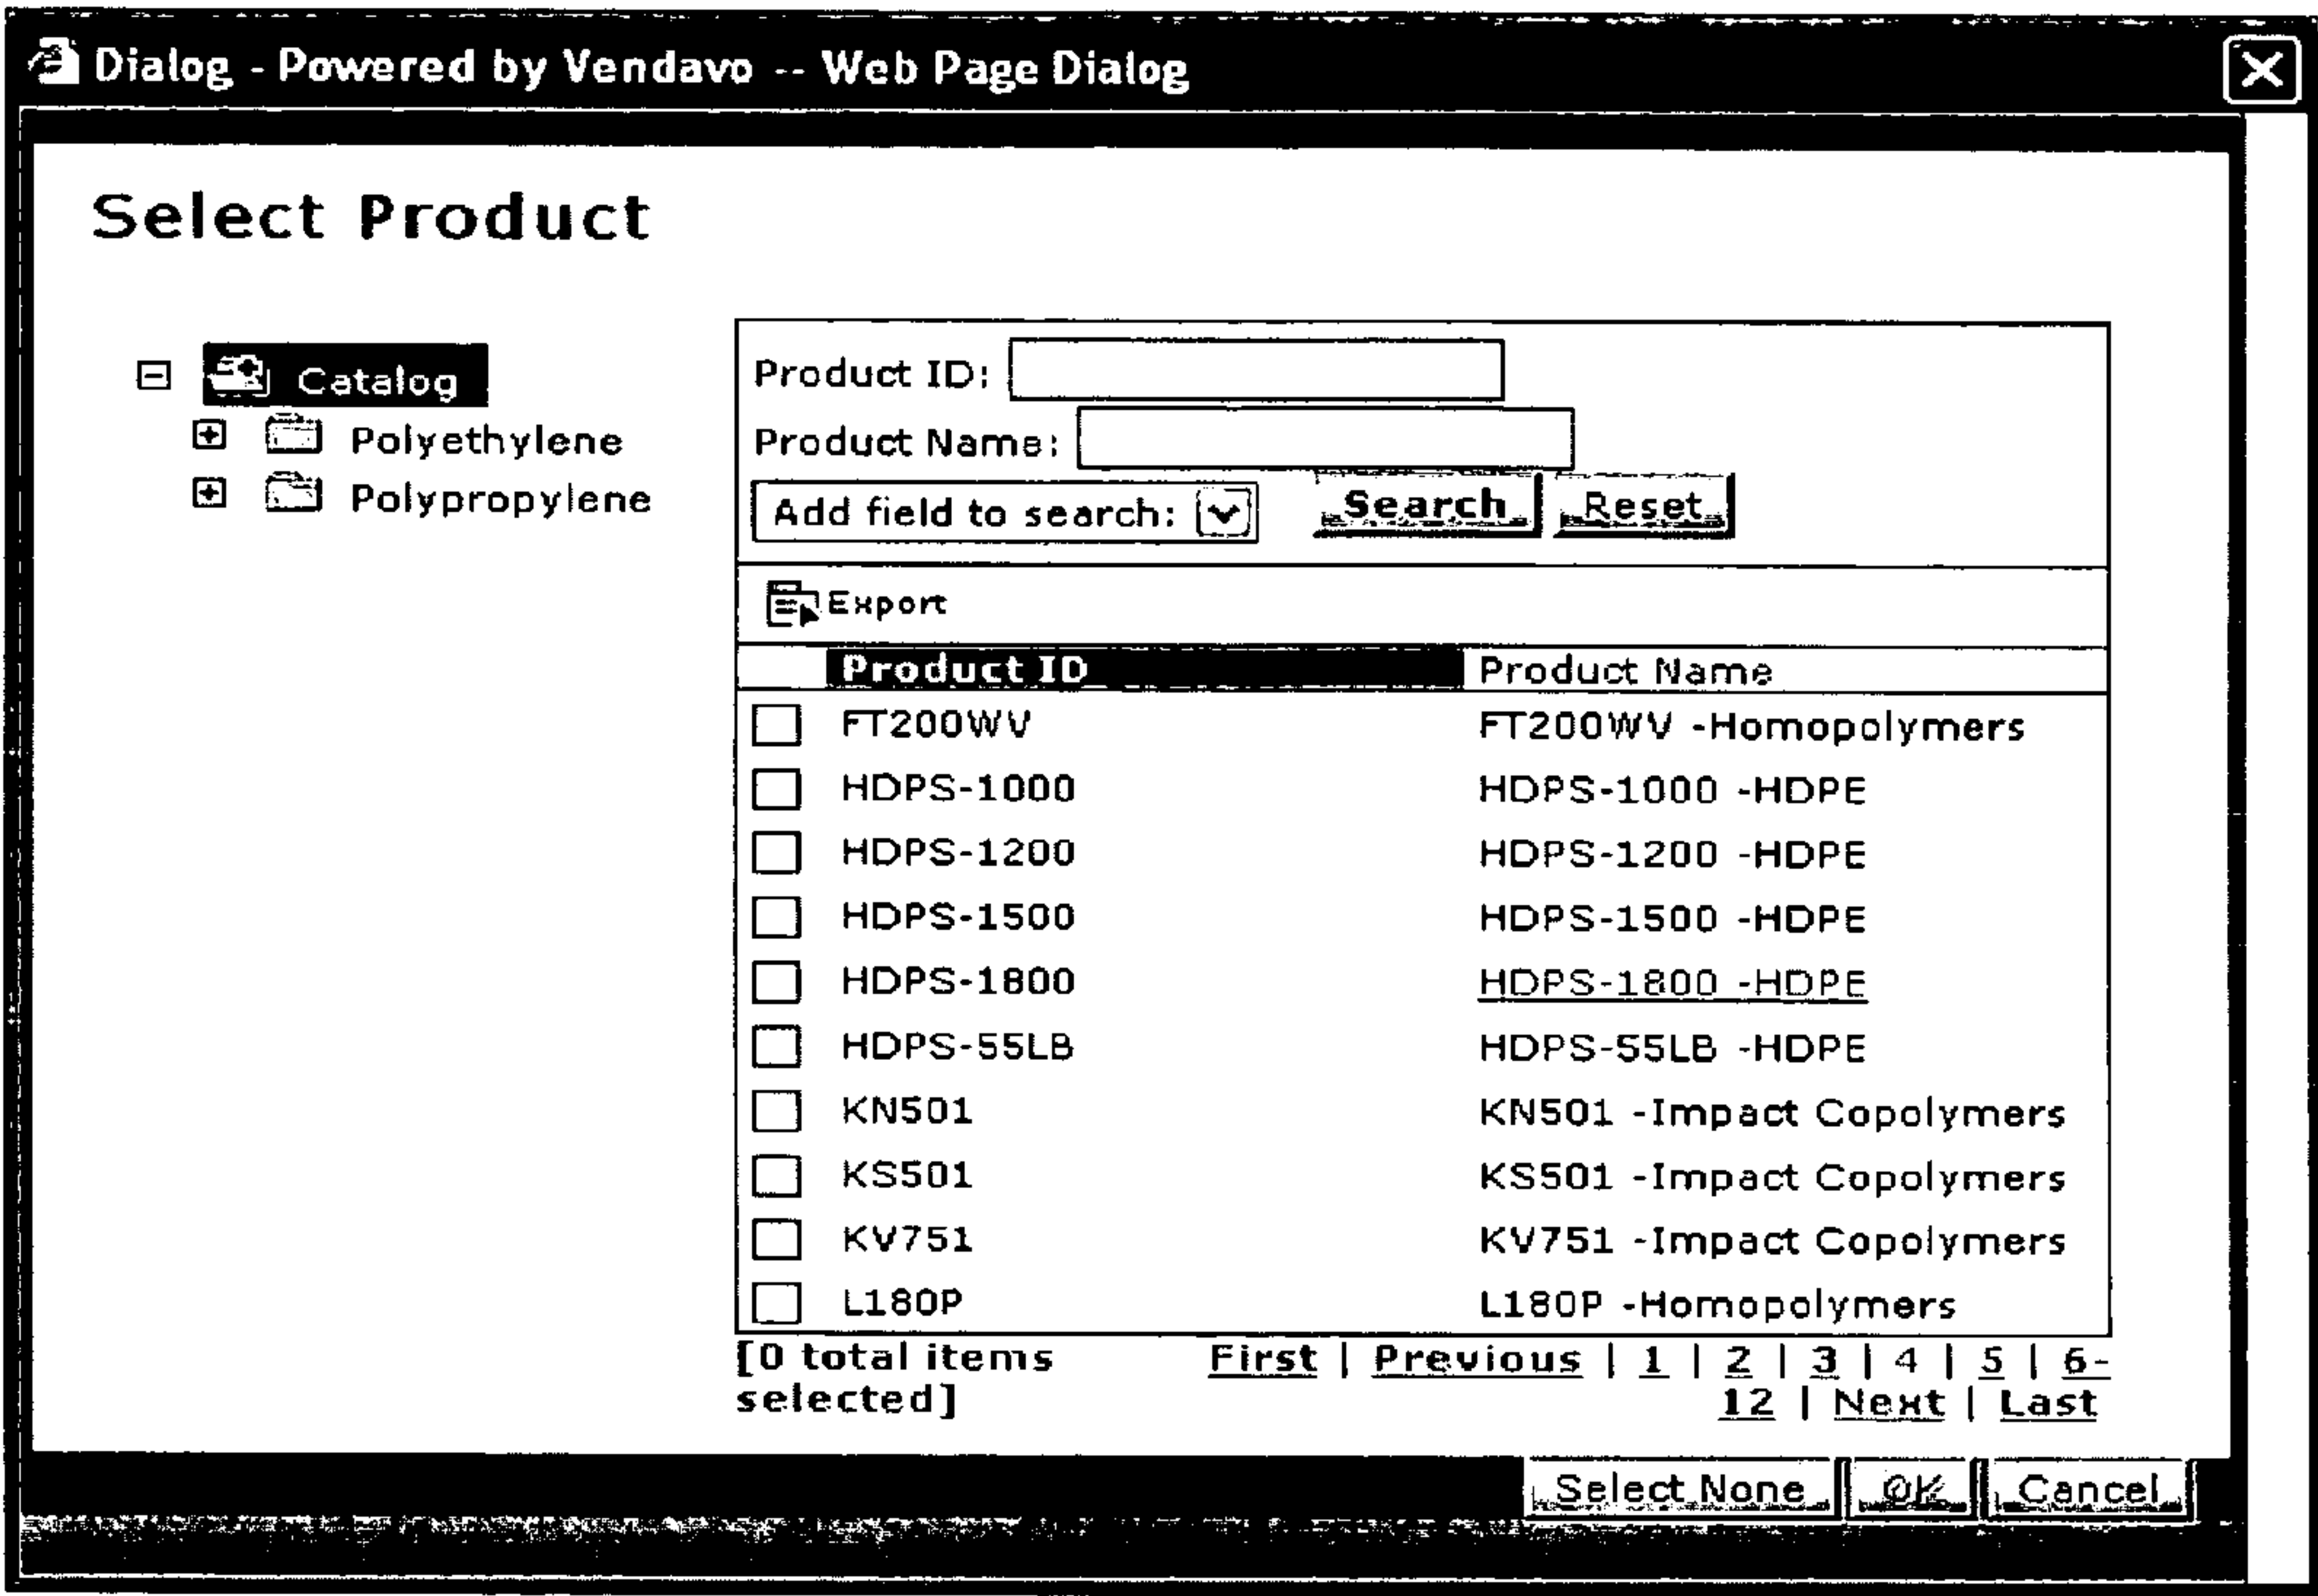 Dialog - Powered by Vendavo -- Web Page Dialog
Select Product
Catalog
Polyethylene
Polypropylene
Product ID:
Product Name:
Add field to search:
Search
Reset
Export
Product ID Product Name
FT200WV FT200WV -Homopolymers
HDPS-1000 HDPS-1000 -HDPE
HDPS-1200 HDPS-1200 -HDPE
HDPS-1500 HDPS-1500 -HDPE
HDPS-1800 HDPS-1800 -HDPE
HDPS-55LB HDPS-55LB -HDPE
KN501 KN501 -Impact Copolymers
KS501 KS501 -Impact Copolymers
KV751 KV751 -Impact Copolymers
L180P L180P -Homopolymers
[0 total items
selected]
First | Previous | 1 | 2 | 3 | 4 | 5 | 6-
12 | Next | Last
Select None OK Cancel